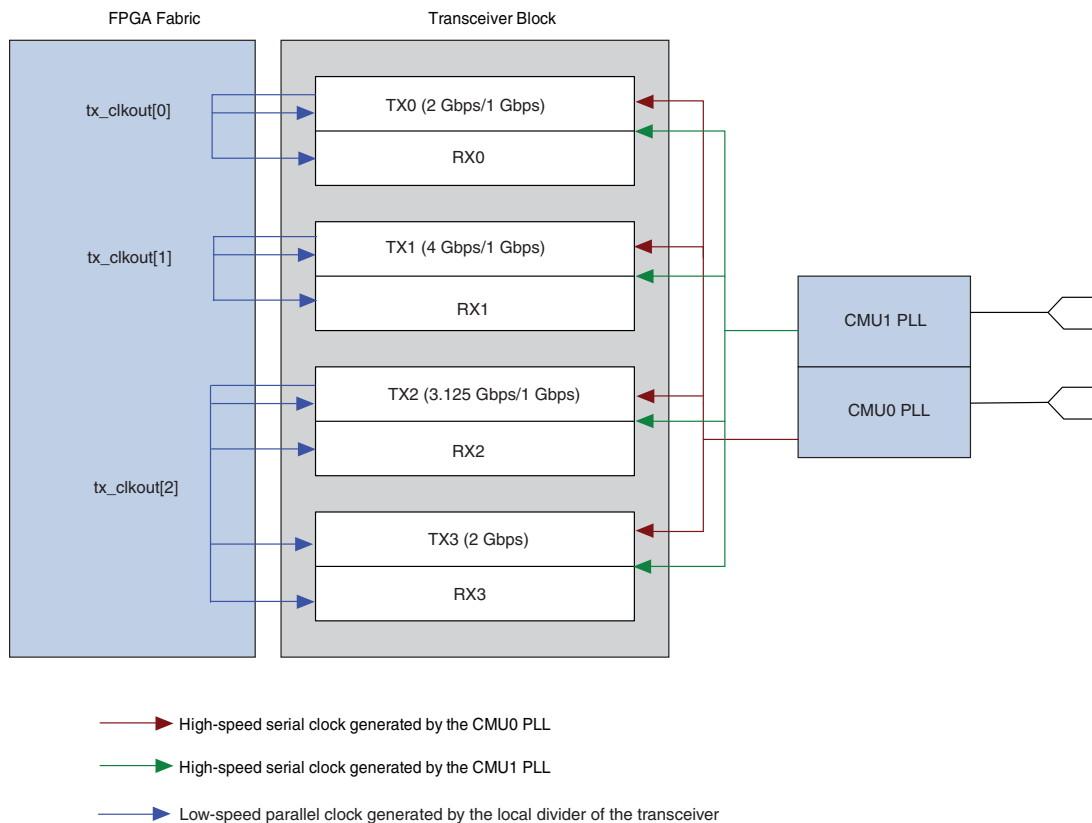 FPGA Fabric
Transceiver Block
tx_clkout[0]
TX0 (2 Gbps/1 Gbps)
RX0
tx_clkout[1]
TX1 (4 Gbps/1 Gbps)
RX1
CMU1 PLL
CMU0 PLL
TX2 (3.125 Gbps/1 Gbps)
RX2
tx_clkout[2]
TX3 (2 Gbps)
RX3
High-speed serial clock generated by the CMU0 PLL
High-speed serial clock generated by the CMU1 PLL
Low-speed parallel clock generated by the local divider of the transceiver